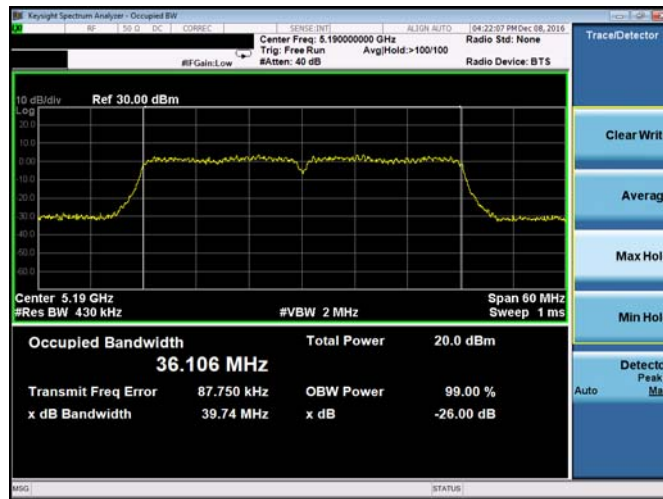 Keysight Spectrum Analyzer - Occupied BW
RF 50 Ω DC CORREC SENSE:INT ALIGN AUTO 04:22:07 PM Dec 08, 2016
Center Freq: 5.190000000 GHz Radio Std: None
Trig: Free Run Avg|Hold:>100/100
#IFGain:Low #Atten: 40 dB Radio Device: BTS
10 dB/div Ref 30.00 dBm
Log
20.0
10.0
0.00
-10.0
-20.0
-30.0
-40.0
-50.0
-60.0
Center 5.19 GHz Span 60 MHz
#Res BW 430 kHz #VBW 2 MHz Sweep 1 ms
Occupied Bandwidth Total Power 20.0 dBm
36.106 MHz
Transmit Freq Error 87.750 kHz OBW Power 99.00 %
x dB Bandwidth 39.74 MHz x dB -26.00 dB
MSG STATUS
Trace/Detector
Clear Writ
Averag
Max Hol
Min Hol
Detecto
Peak
Auto Ma